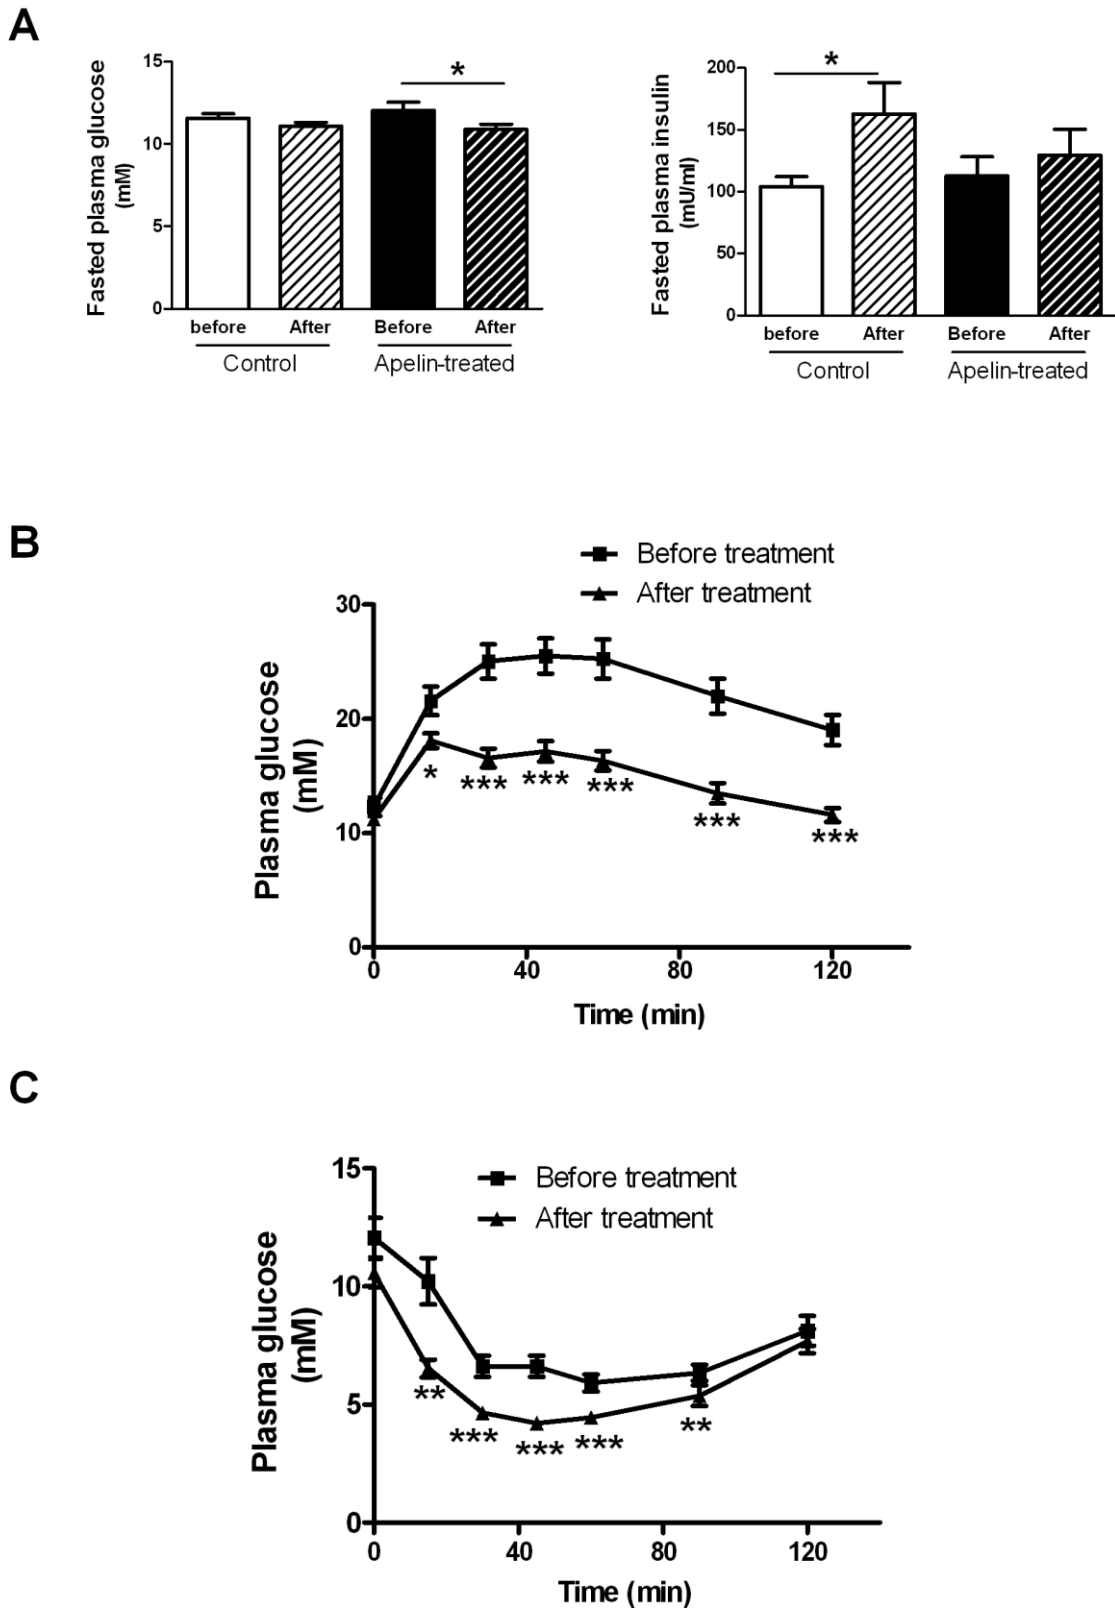 A
Fasted plasma glucose
(mM)
15
10
5
0
*
before After Before After
Control Apelin-treated
Fasted plasma insulin
(mU/ml)
200
150
100
50
0
*
before After Before After
Control Apelin-treated
B
Before treatment
After treatment
Plasma glucose
(mM)
30
20
10
0
* *** *** *** *** ***
0 40 80 120
Time (min)
C
Before treatment
After treatment
Plasma glucose
(mM)
15
10
5
0
** *** *** *** **
0 40 80 120
Time (min)